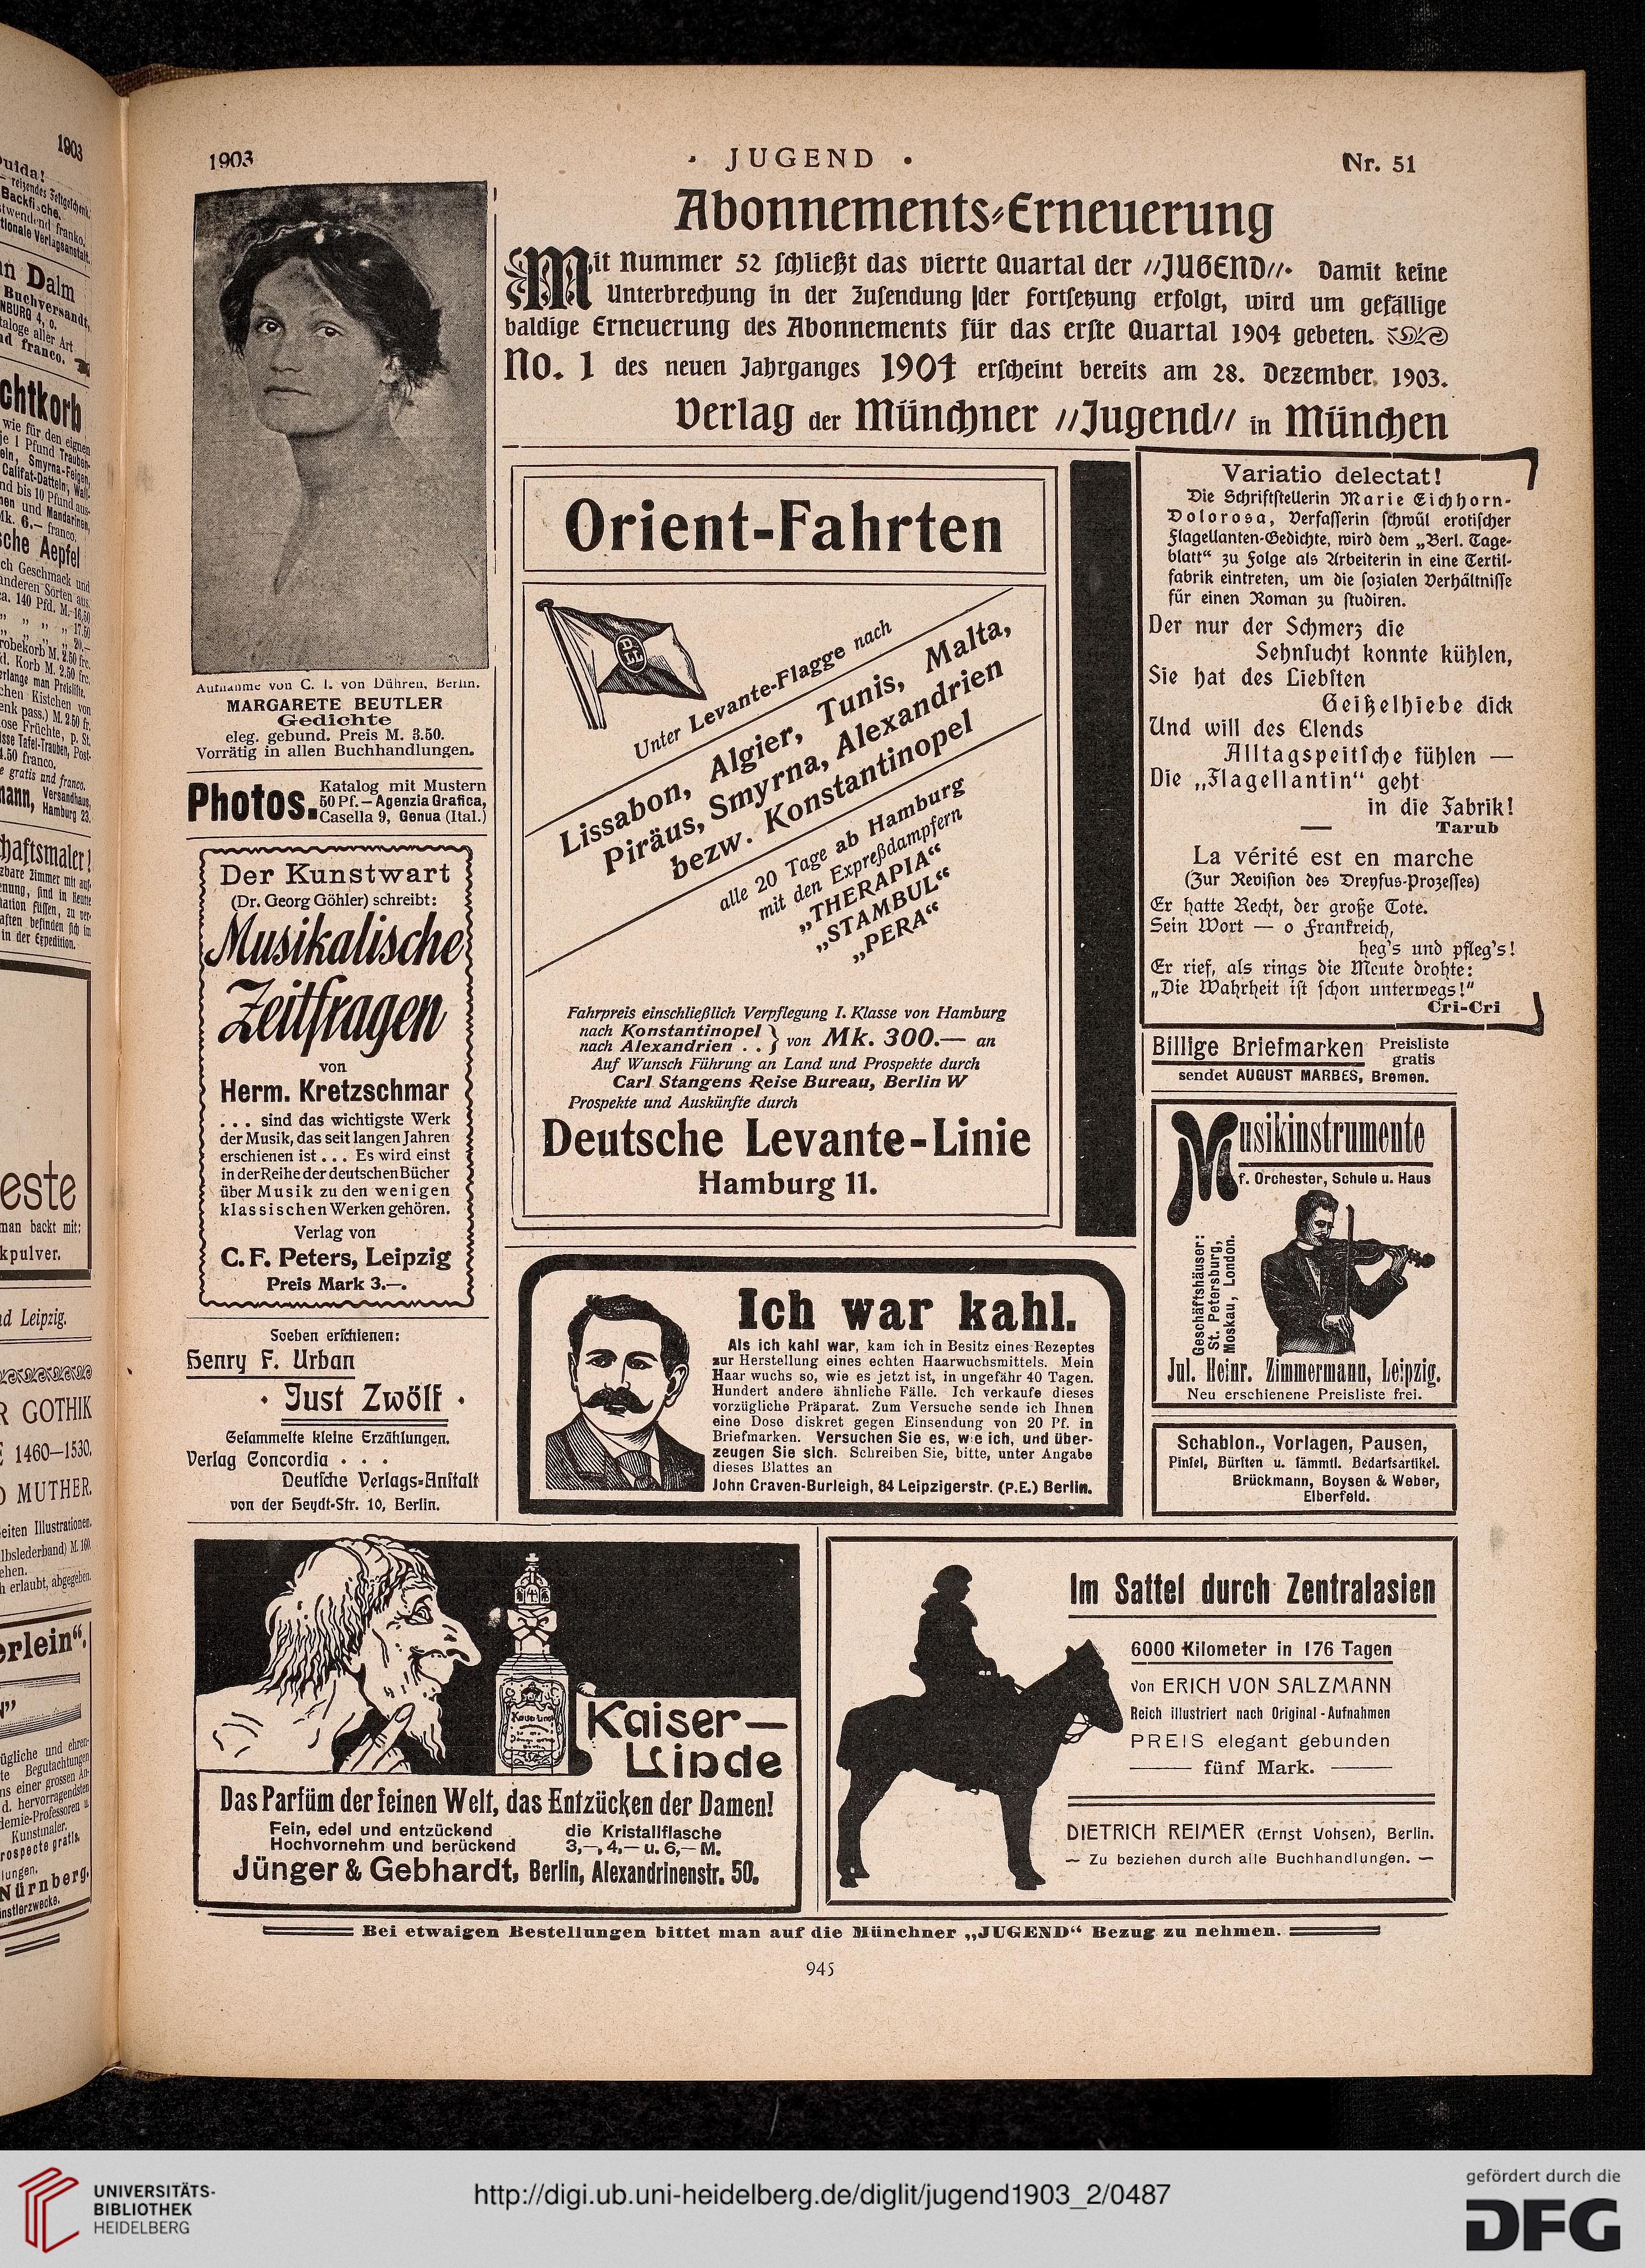 1903
· JUGEND ·
Nr. 51
Abonnements-Erneuerung
Mit Nummer 52 schließt das vierte Quartal der „JUGEND“. Damit keine
Unterbrechung in der Zusendung der Fortsetzung erfolgt, wird um gefällige
baldige Erneuerung des Abonnements für das erste Quartal 1904 gebeten.
No. 1 des neuen Jahrganges 1904 erscheint bereits am 28. Dezember 1903.
Verlag der Münchner „Jugend“ in München
Aufnahme von C. I. von Dühren, Berlin.
MARGARETE BEUTLER
Gedichte
eleg. gebund. Preis M. 3.50.
Vorrätig in allen Buchhandlungen.
Photos. Katalog mit Mustern
50 Pf. — Agenzia Grafica,
Casella 9, Genua (Ital.)
Der Kunstwart
(Dr. Georg Göhler) schreibt:
Musikalische
Zeitfragen
von
Herm. Kretzschmar
. . . sind das wichtigste Werk
der Musik, das seit langen Jahren
erschienen ist . . . Es wird einst
in der Reihe der deutschen Bücher
über Musik zu den wenigen
klassischen Werken gehören.
Verlag von
C. F. Peters, Leipzig
Preis Mark 3.—.
Soeben erschienen:
Henry F. Urban
· Just Zwölf ·
Gesammelte kleine Erzählungen.
Verlag Concordia . . .
Deutsche Verlags-Anstalt
von der Heydt-Str. 10, Berlin.
Orient-Fahrten
D
LL
Unter Levante-Flagge nach
Lissabon, Algier, Tunis, Malta,
Piräus, Smyrna, Alexandrien
bezw. Konstantinopel
alle 20 Tage ab Hamburg
mit den Expreßdampfern
„THERAPIA“
„STAMBUL“
„PERA“
Fahrpreis einschließlich Verpflegung I. Klasse von Hamburg
nach Konstantinopel } von Mk. 300.— an
nach Alexandrien . .
Auf Wunsch Führung an Land und Prospekte durch
Carl Stangens Reise Bureau, Berlin W
Prospekte und Auskünfte durch
Deutsche Levante-Linie
Hamburg 11.
Ich war kahl.
Als ich kahl war, kam ich in Besitz eines Rezeptes
zur Herstellung eines echten Haarwuchsmittels. Mein
Haar wuchs so, wie es jetzt ist, in ungefähr 40 Tagen.
Hundert andere ähnliche Fälle. Ich verkaufe dieses
vorzügliche Präparat. Zum Versuche sende ich Ihnen
eine Dose diskret gegen Einsendung von 20 Pf. in
Briefmarken. Versuchen Sie es, wie ich, und über-
zeugen Sie sich. Schreiben Sie, bitte, unter Angabe
dieses Blattes an
John Craven-Burleigh, 84 Leipzigerstr. (P.E.) Berlin.
Variatio delectat!
Die Schriftstellerin Marie Eichhorn-
Dolorosa, Verfasserin schwül erotischer
Flagellanten-Gedichte, wird dem „Berl. Tage-
blatt“ zu Folge als Arbeiterin in eine Textil-
fabrik eintreten, um die sozialen Verhältnisse
für einen Roman zu studiren.
Der nur der Schmerz die
Sehnsucht konnte kühlen,
Sie hat des Liebsten
Geißelhiebe dick
Und will des Elends
Alltagspeitsche fühlen —
Die „Flagellantin“ geht
in die Fabrik!
Tarub
La vérité est en marche
(Zur Revision des Dreyfus-Prozesses)
Er hatte Recht, der große Tote.
Sein Wort — o Frankreich,
heg's und pfleg's!
Er rief, als rings die Meute drohte:
„Die Wahrheit ist schon unterwegs!“
Cri-Cri
Billige Briefmarken Preisliste
gratis
sendet AUGUST MARBES, Bremen.
Musikinstrumente
f. Orchester, Schule u. Haus
Geschäftshäuser:
St. Petersburg,
Moskau, London.
Jul. Heinr. Zimmermann, Leipzig.
Neu erschienene Preisliste frei.
Schablon., Vorlagen, Pausen,
Pinsel, Bürsten u. sämmtl. Bedarfsartikel.
Brückmann, Boysen & Weber,
Elberfeld.
Kaiser—
Linde
Das Parfüm der feinen Welt, das Entzücken der Damen!
Fein, edel und entzückend die Kristallflasche
Hochvornehm und berückend 3,—, 4,— u. 6,— M.
Jünger & Gebhardt, Berlin, Alexandrinenstr. 50.
Im Sattel durch Zentralasien
6000 Kilometer in 176 Tagen
von ERICH VON SALZMANN
Reich illustriert nach Original-Aufnahmen
PREIS elegant gebunden
fünf Mark.
DIETRICH REIMER (Ernst Vohsen), Berlin.
— Zu beziehen durch alle Buchhandlungen. —
Bei etwaigen Bestellungen bittet man auf die Münchner „JUGEND“ Bezug zu nehmen.
945
UNIVERSITÄTS-
BIBLIOTHEK
HEIDELBERG
http://digi.ub.uni-heidelberg.de/diglit/jugend1903_2/0487
gefördert durch die
DFG